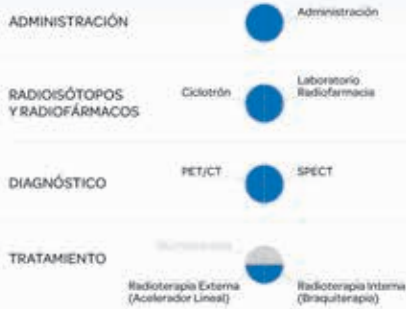 ADMINISTRACIÓN
Administración
RADIOISÓTOPOS
Y RADIOFÁRMACOS
Ciclotrón
Laboratorio
Radiofarmacia
DIAGNÓSTICO
PET/CT
SPECT
TRATAMIENTO
Radioterapia Externa
(Acelerador Lineal)
Radioterapia Interna
(Braquiterapia)